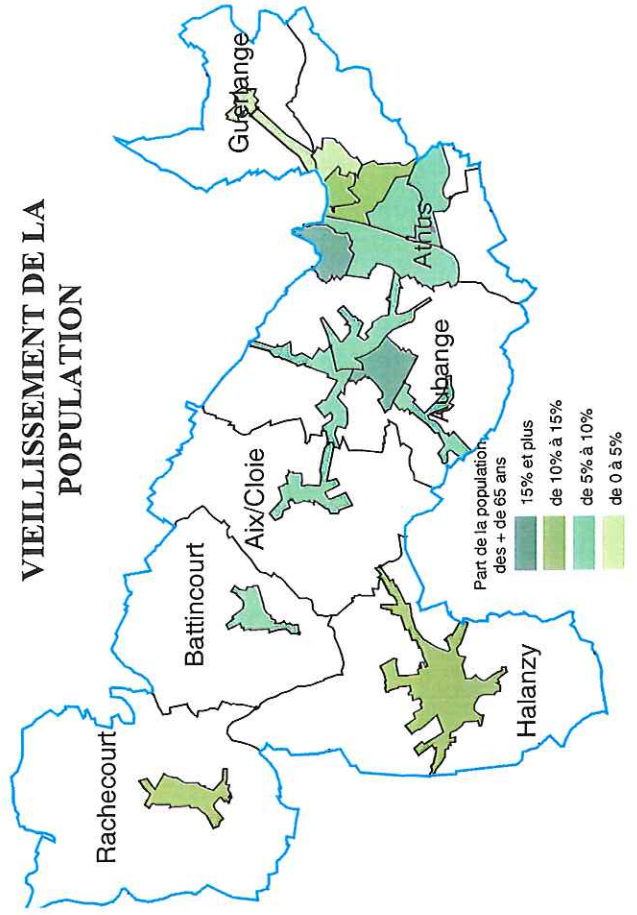 VIEILLISSEMENT DE LA
POPULATION
Rachecourt
Battincourt
Aix/Cloie
Halanzy
Aubange
Athus
Guerlange
Part de la population
des + de 65 ans
15% et plus
de 10% à 15%
de 5% à 10%
de 0 à 5%